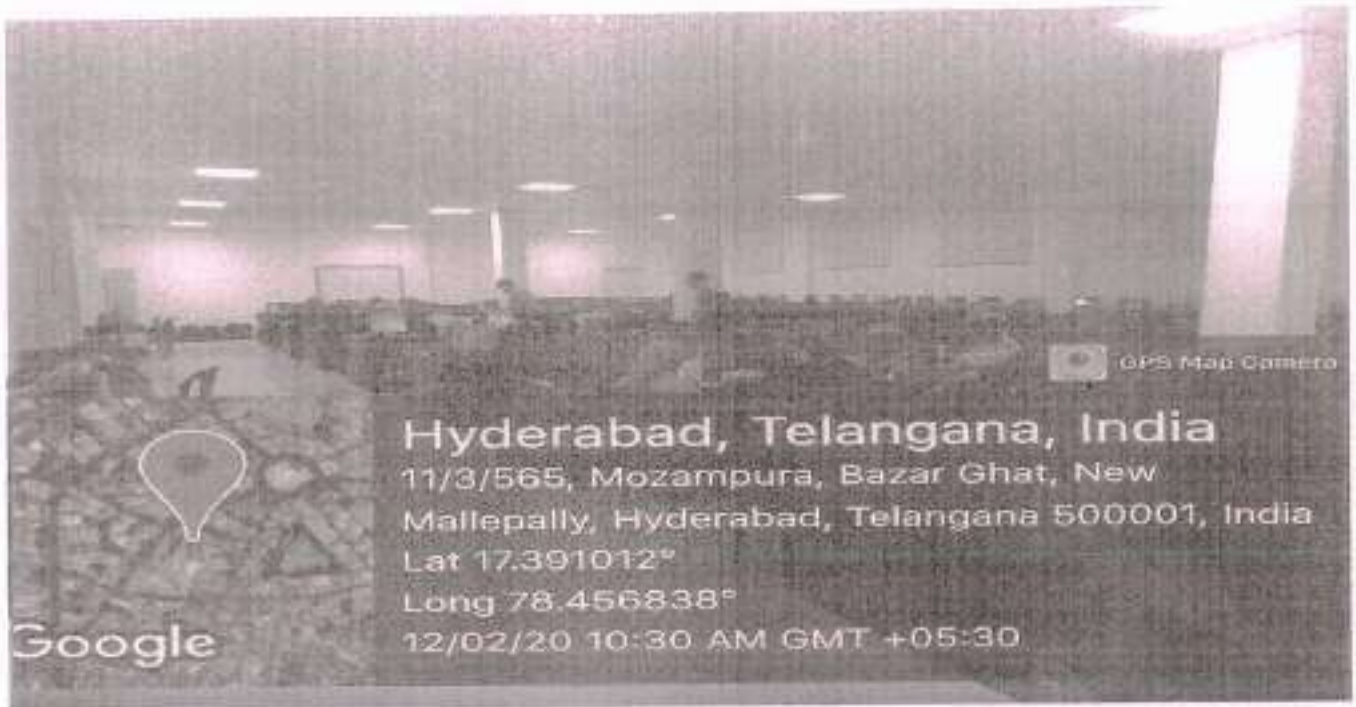 GPS Map Camera
Hyderabad, Telangana, India
11/3/565, Mozampura, Bazar Ghat, New
Mallepally, Hyderabad, Telangana 500001, India
Lat 17.391012°
Long 78.456838°
12/02/20 10:30 AM GMT +05:30
Google